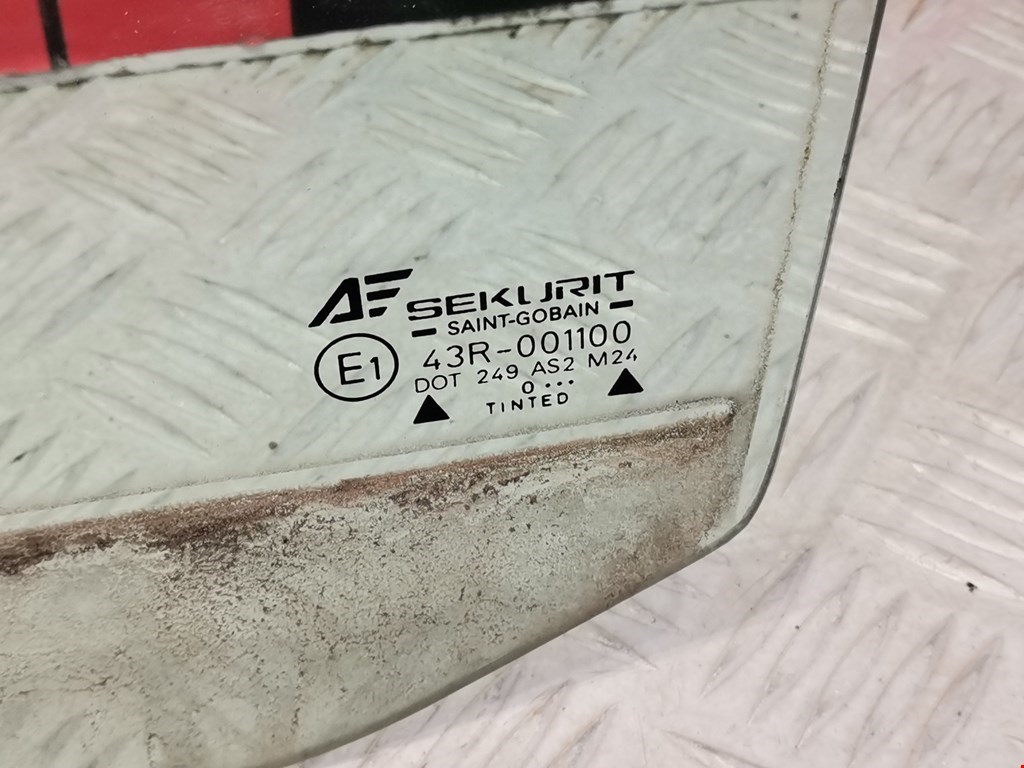 AF SEKURIT
SAINT-GOBAIN
E1 43R-001100
DOT 249 AS2 M24
0 ...
TINTED